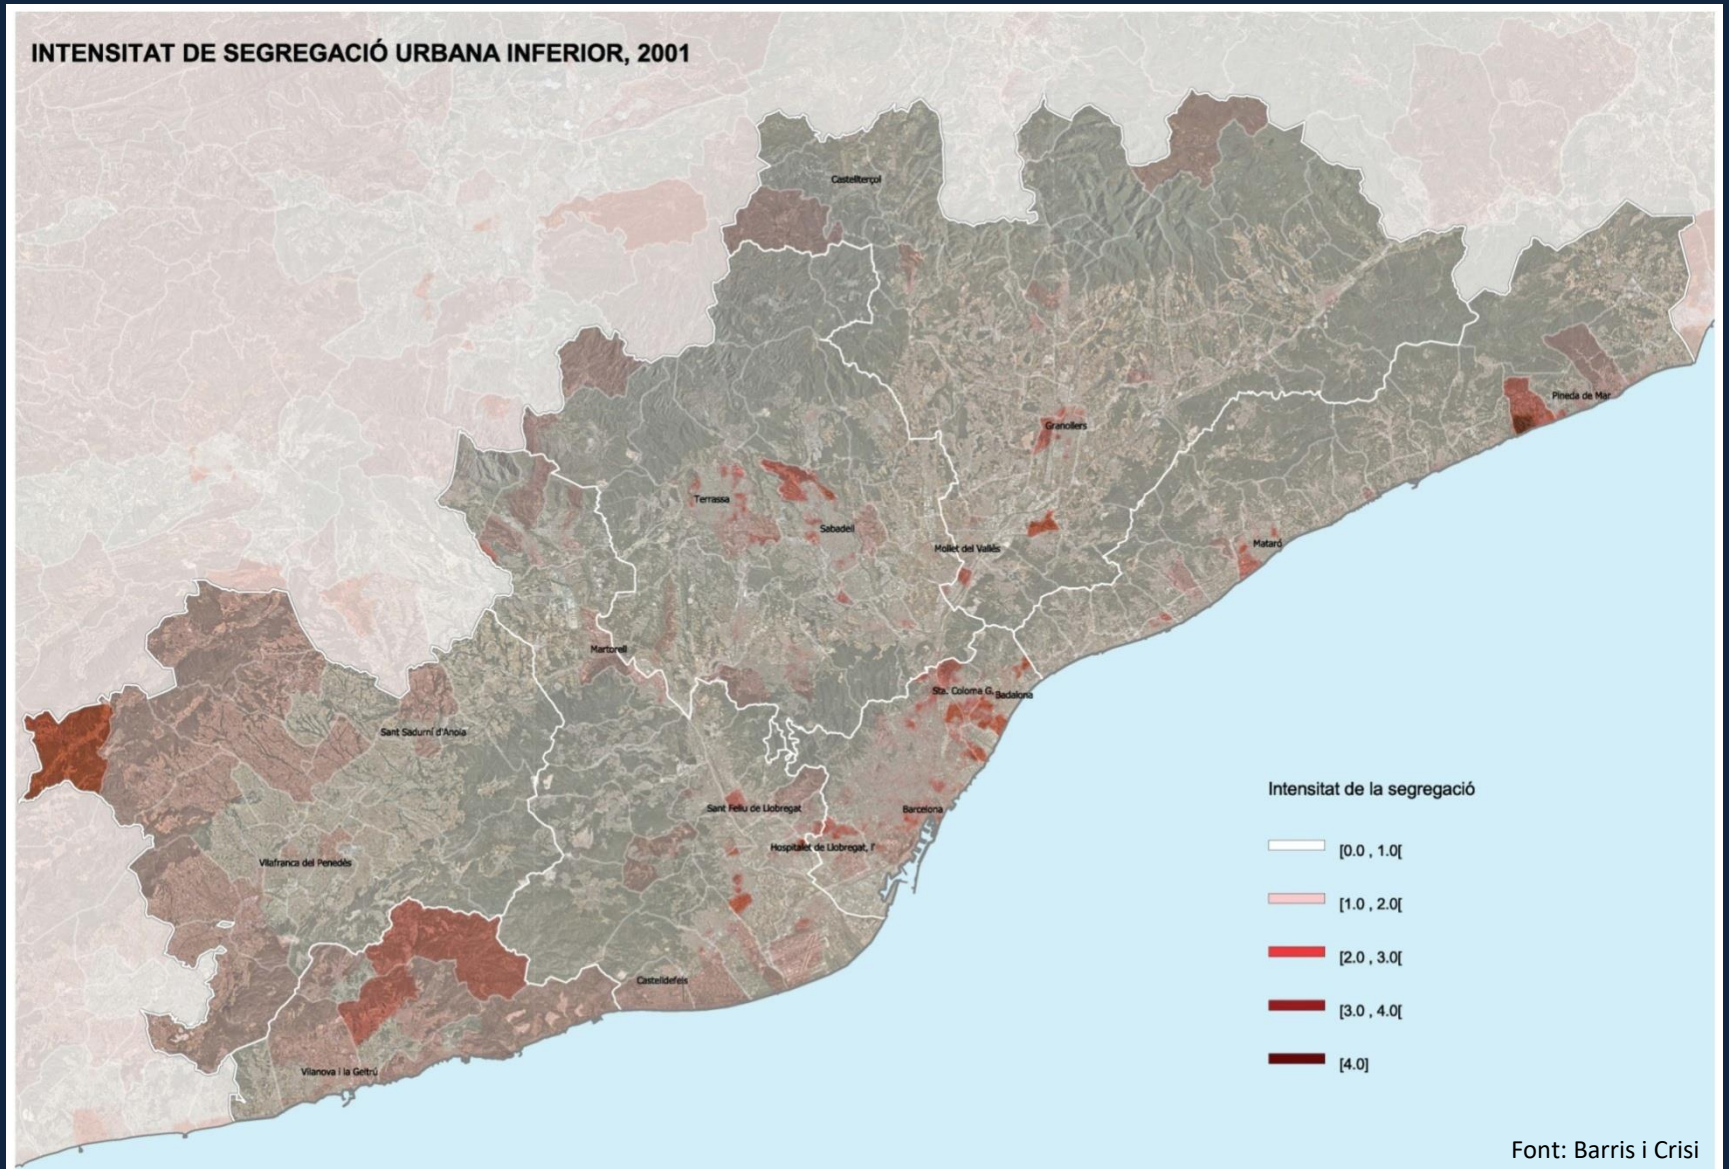 INTENSITAT DE SEGREGACIÓ URBANA INFERIOR, 2001
Castellterçol
Pineda de Mar
Granollers
Terrassa
Sabadell
Mollet del Vallès
Mataró
Martorell
Sta. Coloma G.
Badalona
Sant Sadurní d'Anoia
Sant Feliu de Llobregat
Barcelona
Hospitalet de Llobregat, l'
Vilafranca del Penedès
Castelldefels
Vilanova i la Geltrú
Intensitat de la segregació
[0.0 , 1.0[
[1.0 , 2.0[
[2.0 , 3.0[
[3.0 , 4.0[
[4.0]
Font: Barris i Crisi